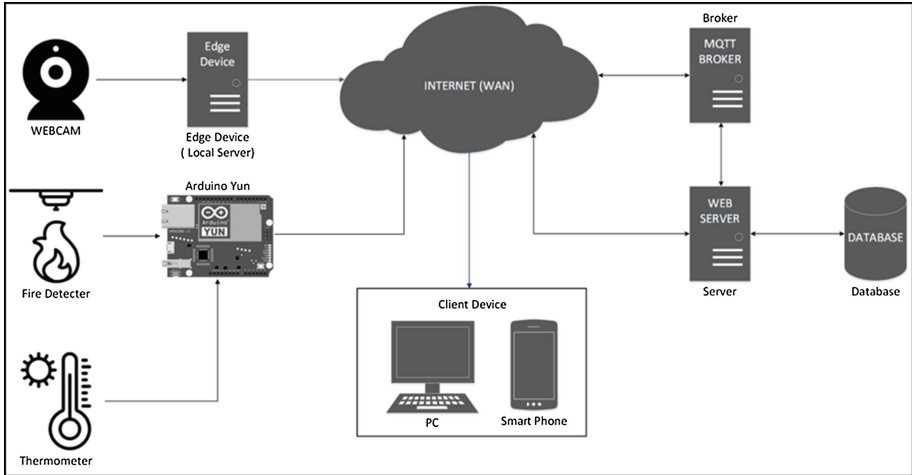 Broker
Edge
Device
MQTT
BROKER
INTERNET (WAN)
WEBCAM
Edge Device
( Local Server)
Arduino Yun
Arduino
YUN
WEB
SERVER
DATABASE
Fire Detecter
Server
Database
Client Device
PC
Smart Phone
Thermometer